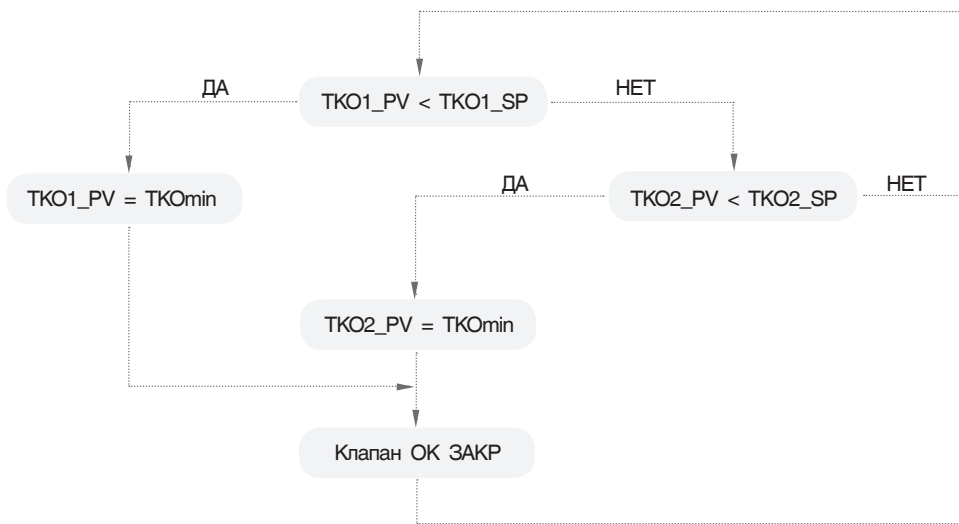 ДА
ТКО1_PV < ТКО1_SP
НЕТ
ТКО1_PV = ТКОmin
ДА
ТКО2_PV < ТКО2_SP
НЕТ
ТКО2_PV = ТКОmin
Клапан ОК ЗАКР